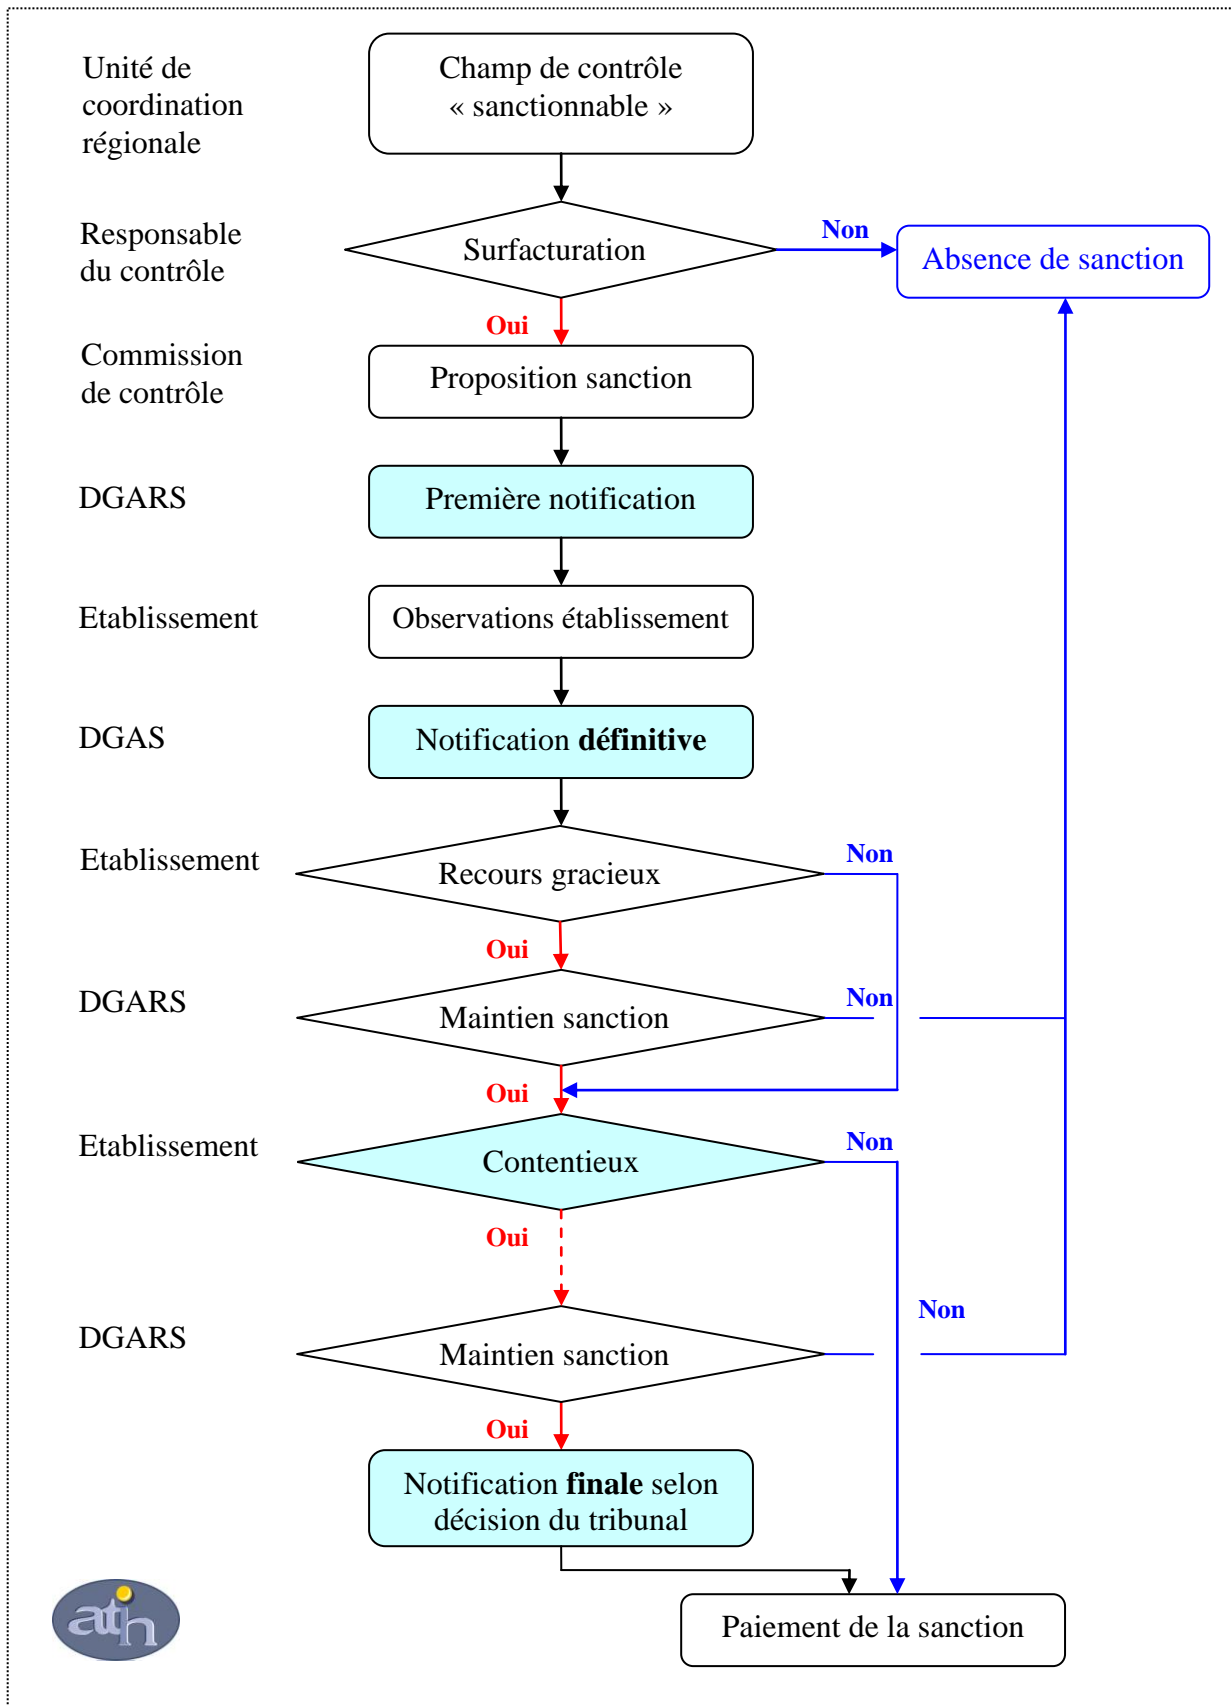 Unité de
coordination
régionale
Champ de contrôle
« sanctionnable »
Responsable
du contrôle
Surfacturation
Non
Absence de sanction
Oui
Commission
de contrôle
Proposition sanction
DGARS
Première notification
Etablissement
Observations établissement
DGAS
Notification définitive
Etablissement
Recours gracieux
Non
Oui
DGARS
Maintien sanction
Non
Oui
Etablissement
Contentieux
Non
Oui
DGARS
Maintien sanction
Non
Oui
Notification finale selon
décision du tribunal
Paiement de la sanction
atih